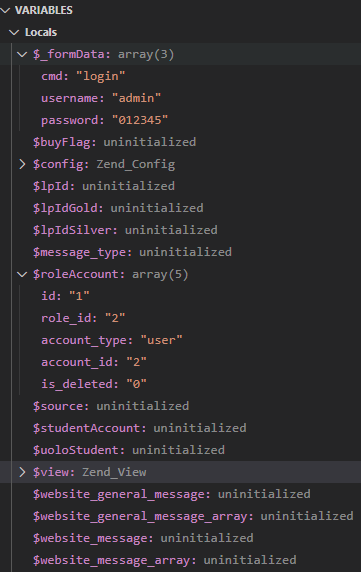 VARIABLES
Locals
$_formData: array(3)
cmd: "login"
username: "admin"
password: "012345"
$buyFlag: uninitialized
$config: Zend_Config
$lpId: uninitialized
$lpIdGold: uninitialized
$lpIdSilver: uninitialized
$message_type: uninitialized
$roleAccount: array(5)
id: "1"
role_id: "2"
account_type: "user"
account_id: "2"
is_deleted: "0"
$source: uninitialized
$studentAccount: uninitialized
$uoloStudent: uninitialized
$view: Zend_View
$website_general_message: uninitialized
$website_general_message_array: uninitialized
$website_message: uninitialized
$website_message_array: uninitialized